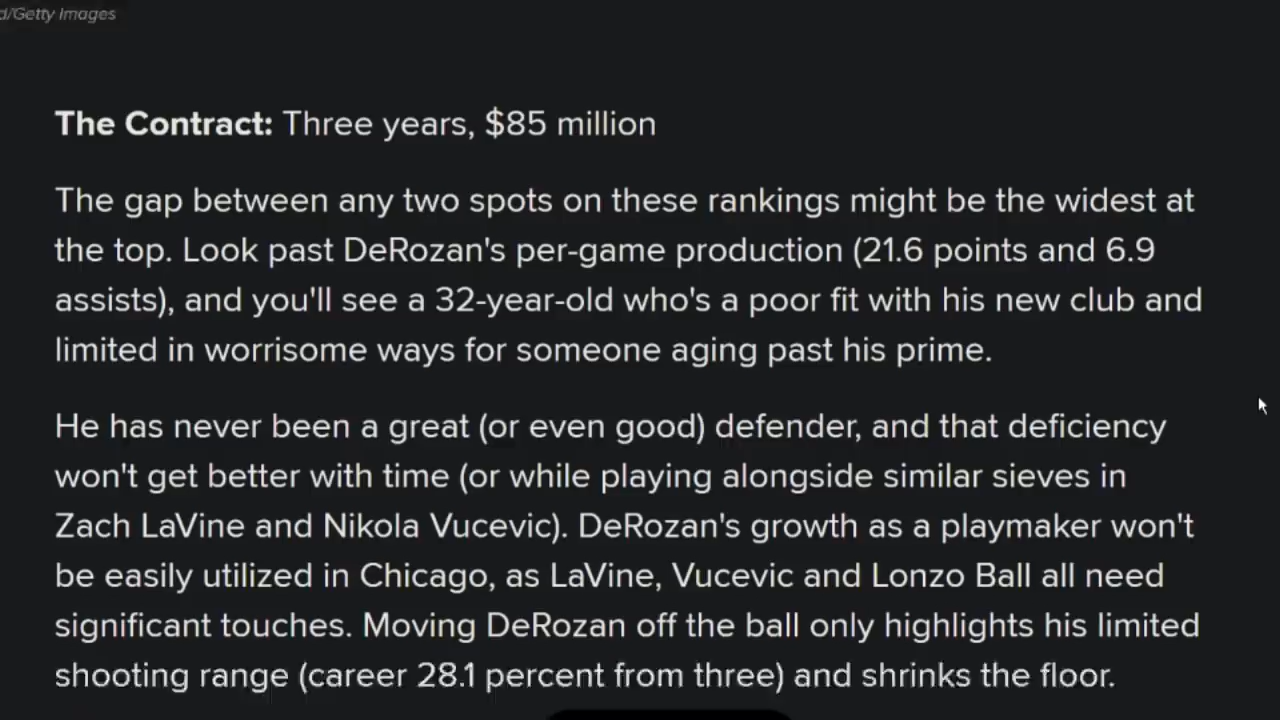 d/Getty Images
The Contract: Three years, $85 million
The gap between any two spots on these rankings might be the widest at
the top. Look past DeRozan's per-game production (21.6 points and 6.9
assists), and you'll see a 32-year-old who's a poor fit with his new club and
limited in worrisome ways for someone aging past his prime.
He has never been a great (or even good) defender, and that deficiency
won't get better with time (or while playing alongside similar sieves in
Zach LaVine and Nikola Vucevic). DeRozan's growth as a playmaker won't
be easily utilized in Chicago, as LaVine, Vucevic and Lonzo Ball all need
significant touches. Moving DeRozan off the ball only highlights his limited
shooting range (career 28.1 percent from three) and shrinks the floor.